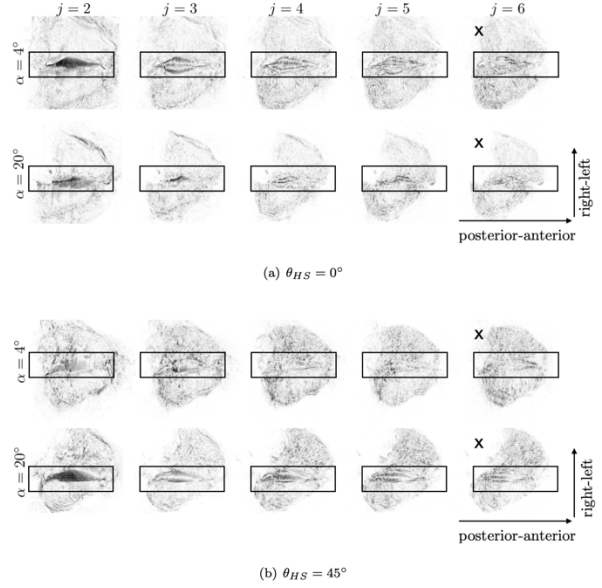 j = 2 j = 3 j = 4 j = 5 j = 6
α = 4° X
α = 20° X
right-left
posterior-anterior
(a) θ_HS = 0°
α = 4° X
α = 20° X
right-left
posterior-anterior
(b) θ_HS = 45°